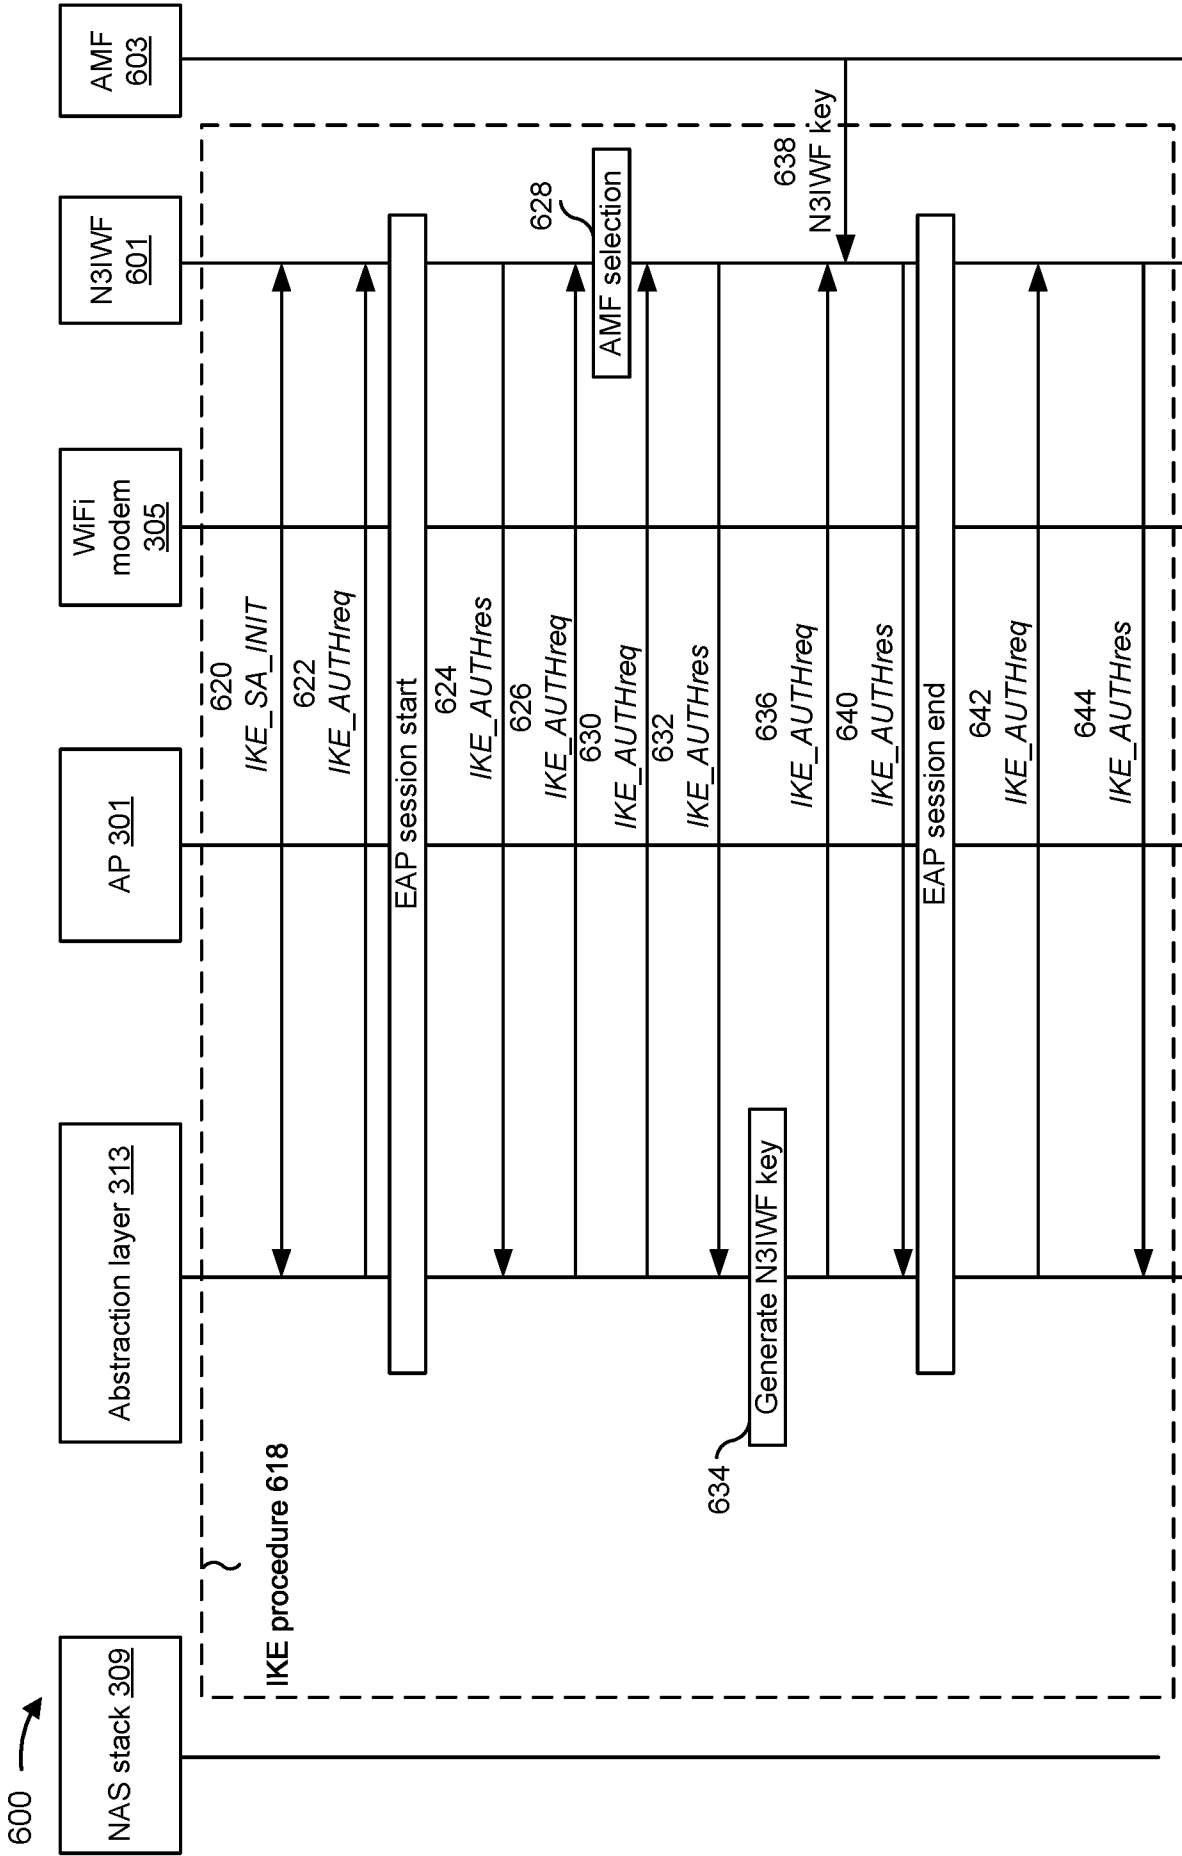 600
NAS stack 309
Abstraction layer 313
AP 301
WiFi
modem
305
N3IWF
601
AMF
603
IKE procedure 618
620
IKE_SA_INIT
622
IKE_AUTHreq
EAP session start
624
IKE_AUTHres
626
IKE_AUTHreq
628
AMF selection
630
IKE_AUTHreq
632
IKE_AUTHres
634
Generate N3IWF key
636
IKE_AUTHreq
638
N3IWF key
640
IKE_AUTHres
EAP session end
642
IKE_AUTHreq
644
IKE_AUTHres